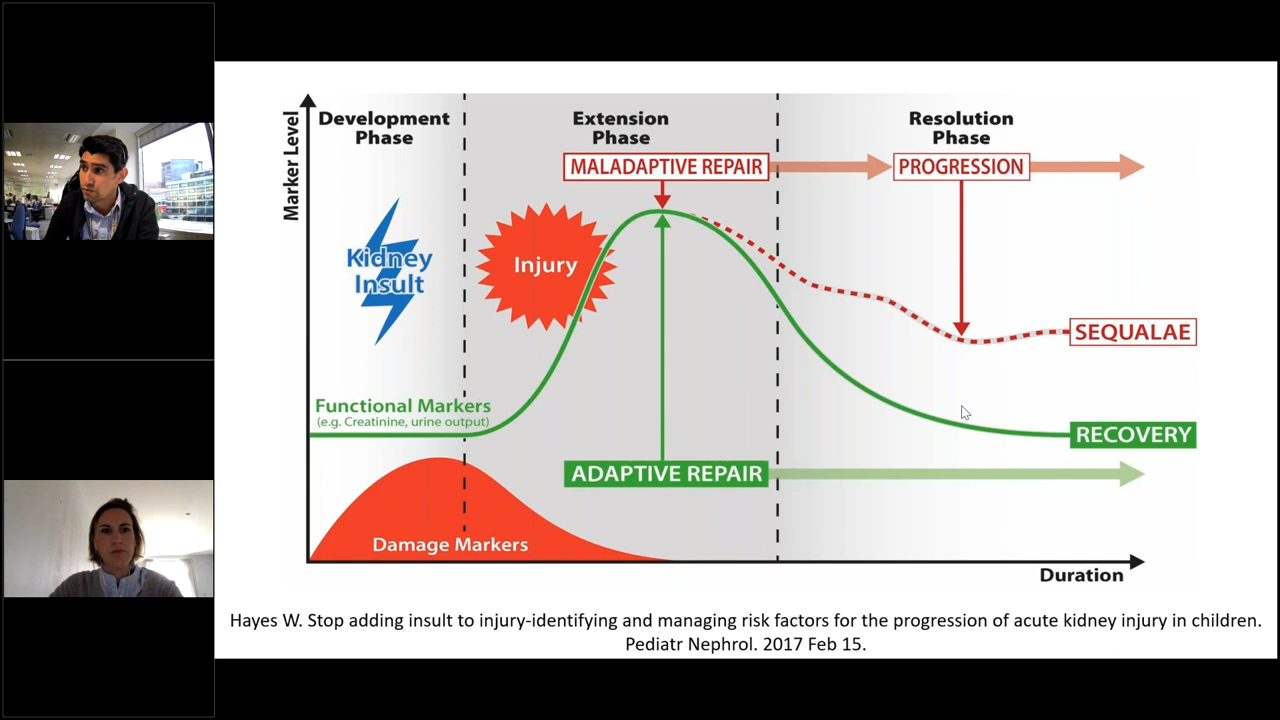 Marker Level
Development
Phase
Extension
Phase
Resolution
Phase
MALADAPTIVE REPAIR
PROGRESSION
Kidney
Insult
Injury
SEQUALAE
Functional Markers
(e.g. Creatinine, urine output)
RECOVERY
ADAPTIVE REPAIR
Damage Markers
Duration
Hayes W. Stop adding insult to injury-identifying and managing risk factors for the progression of acute kidney injury in children.
Pediatr Nephrol. 2017 Feb 15.